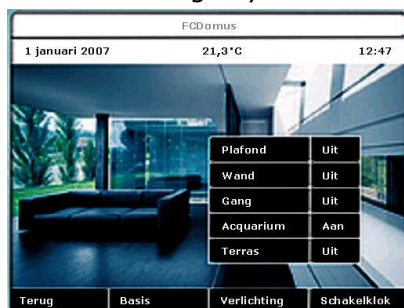 FCDomus
1 januari 2007 21,3°C 12:47
Plafond Uit
Wand Uit
Gang Uit
Acquarium Aan
Terras Uit
Terug Basis Verlichting Schakelklok